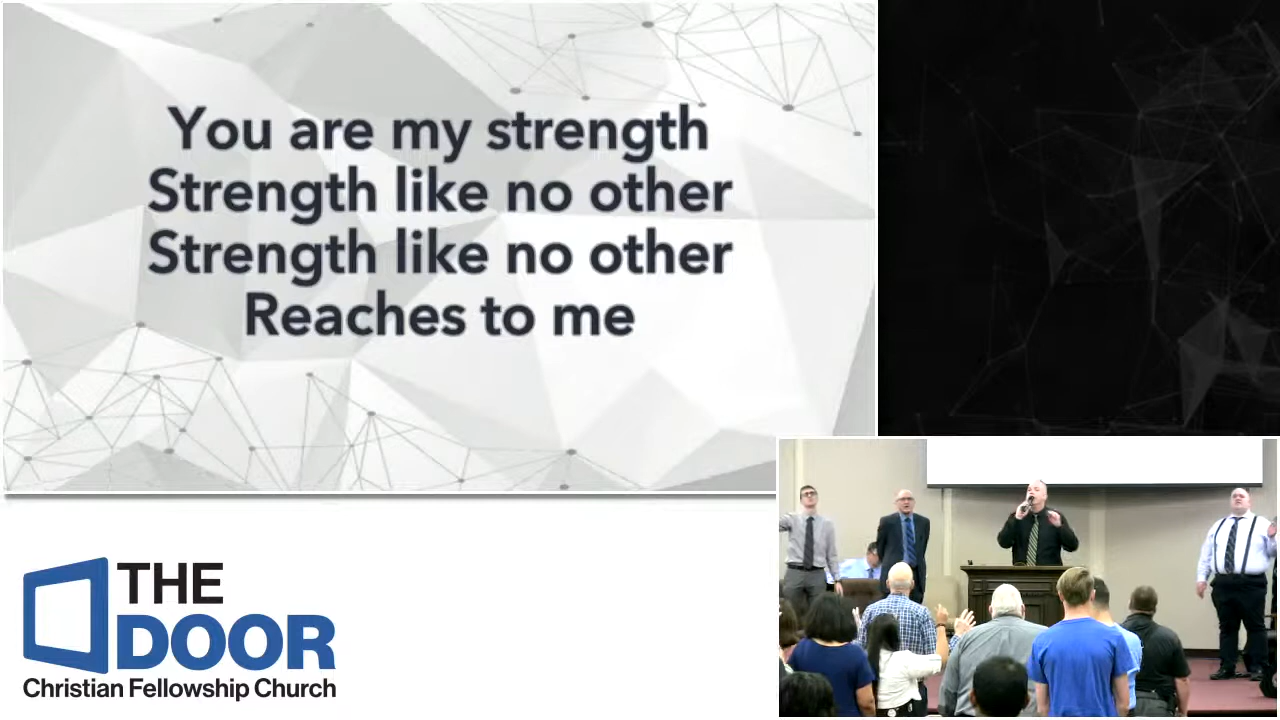 You are my strength
Strength like no other
Strength like no other
Reaches to me
THE
DOOR
Christian Fellowship Church